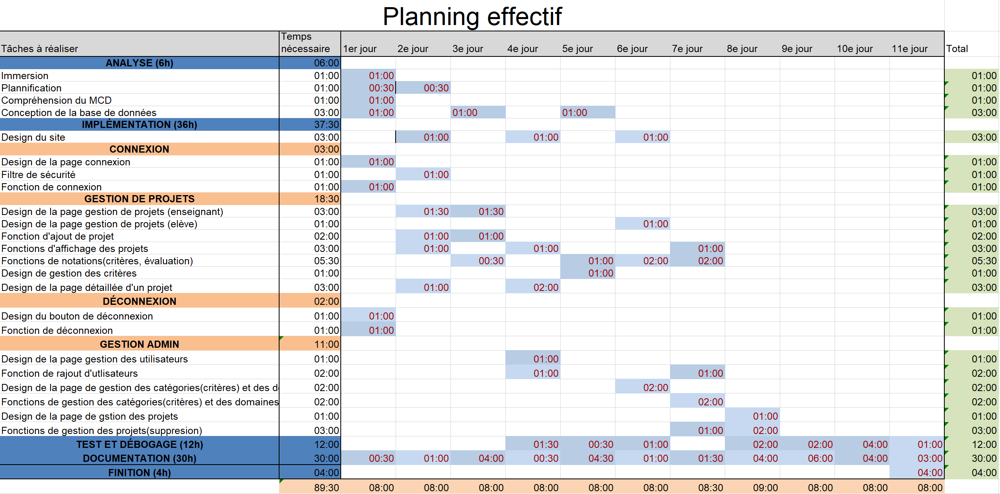 Planning effectif
Tâches à réaliser Temps nécessaire 1er jour 2e jour 3e jour 4e jour 5e jour 6e jour 7e jour 8e jour 9e jour 10e jour 11e jour Total
ANALYSE (6h) 06:00
Immersion 01:00 01:00 01:00
Plannification 01:00 00:30 00:30 01:00
Compréhension du MCD 01:00 01:00 01:00
Conception de la base de données 03:00 01:00 01:00 01:00 03:00
IMPLÉMENTATION (36h) 37:30
Design du site 03:00 01:00 01:00 01:00 03:00
CONNEXION 03:00
Design de la page connexion 01:00 01:00 01:00
Filtre de sécurité 01:00 01:00 01:00
Fonction de connexion 01:00 01:00 01:00
GESTION DE PROJETS 18:30
Design de la page gestion de projets (enseignant) 03:00 01:30 01:30 03:00
Design de la page gestion de projets (elève) 01:00 01:00 01:00
Fonction d'ajout de projet 02:00 01:00 01:00 02:00
Fonctions d'affichage des projets 03:00 01:00 01:00 01:00 03:00
Fonctions de notations(critères, évaluation) 05:30 00:30 01:00 02:00 02:00 05:30
Design de gestion des critères 01:00 01:00 01:00
Design de la page détaillée d'un projet 03:00 01:00 02:00 03:00
DÉCONNEXION 02:00
Design du bouton de déconnexion 01:00 01:00 01:00
Fonction de déconnexion 01:00 01:00 01:00
GESTION ADMIN 11:00
Design de la page gestion des utilisateurs 01:00 01:00 01:00
Fonction de rajout d'utlisateurs 02:00 01:00 01:00 02:00
Design de la page de gestion des catégories(critères) et des 02:00 02:00 02:00
Fonctions de gestion des catégories(critères) et des domaines 02:00 02:00 02:00
Design de la page de gstion des projets 01:00 01:00 01:00
Fonctions de gestion des projets(suppresion) 03:00 01:00 02:00 03:00
TEST ET DÉBOGAGE (12h) 12:00 01:30 00:30 01:00 02:00 02:00 04:00 01:00 12:00
DOCUMENTATION (30h) 30:00 00:30 01:00 04:00 00:30 04:30 01:00 01:30 04:00 06:00 04:00 03:00 30:00
FINITION (4h) 04:00 04:00 04:00
89:30 08:00 08:00 08:00 08:00 08:00 08:00 08:30 09:00 08:00 08:00 08:00